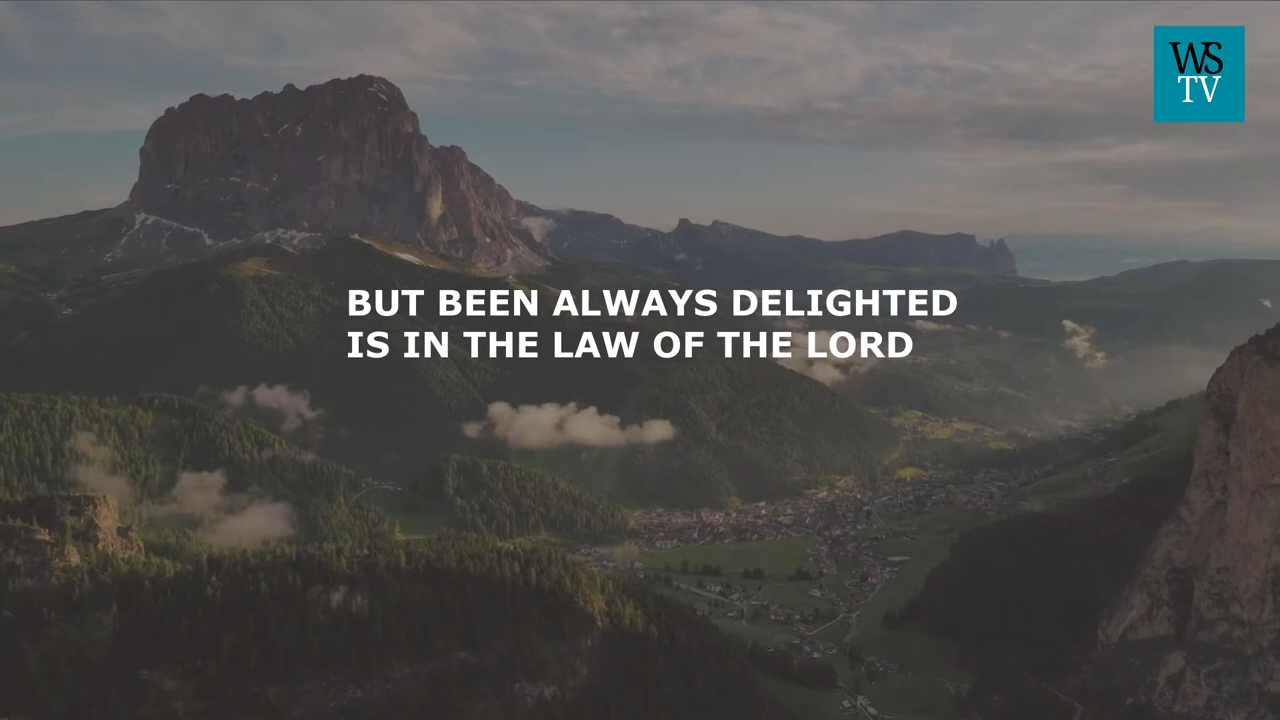 WS
TV
BUT BEEN ALWAYS DELIGHTED
IS IN THE LAW OF THE LORD